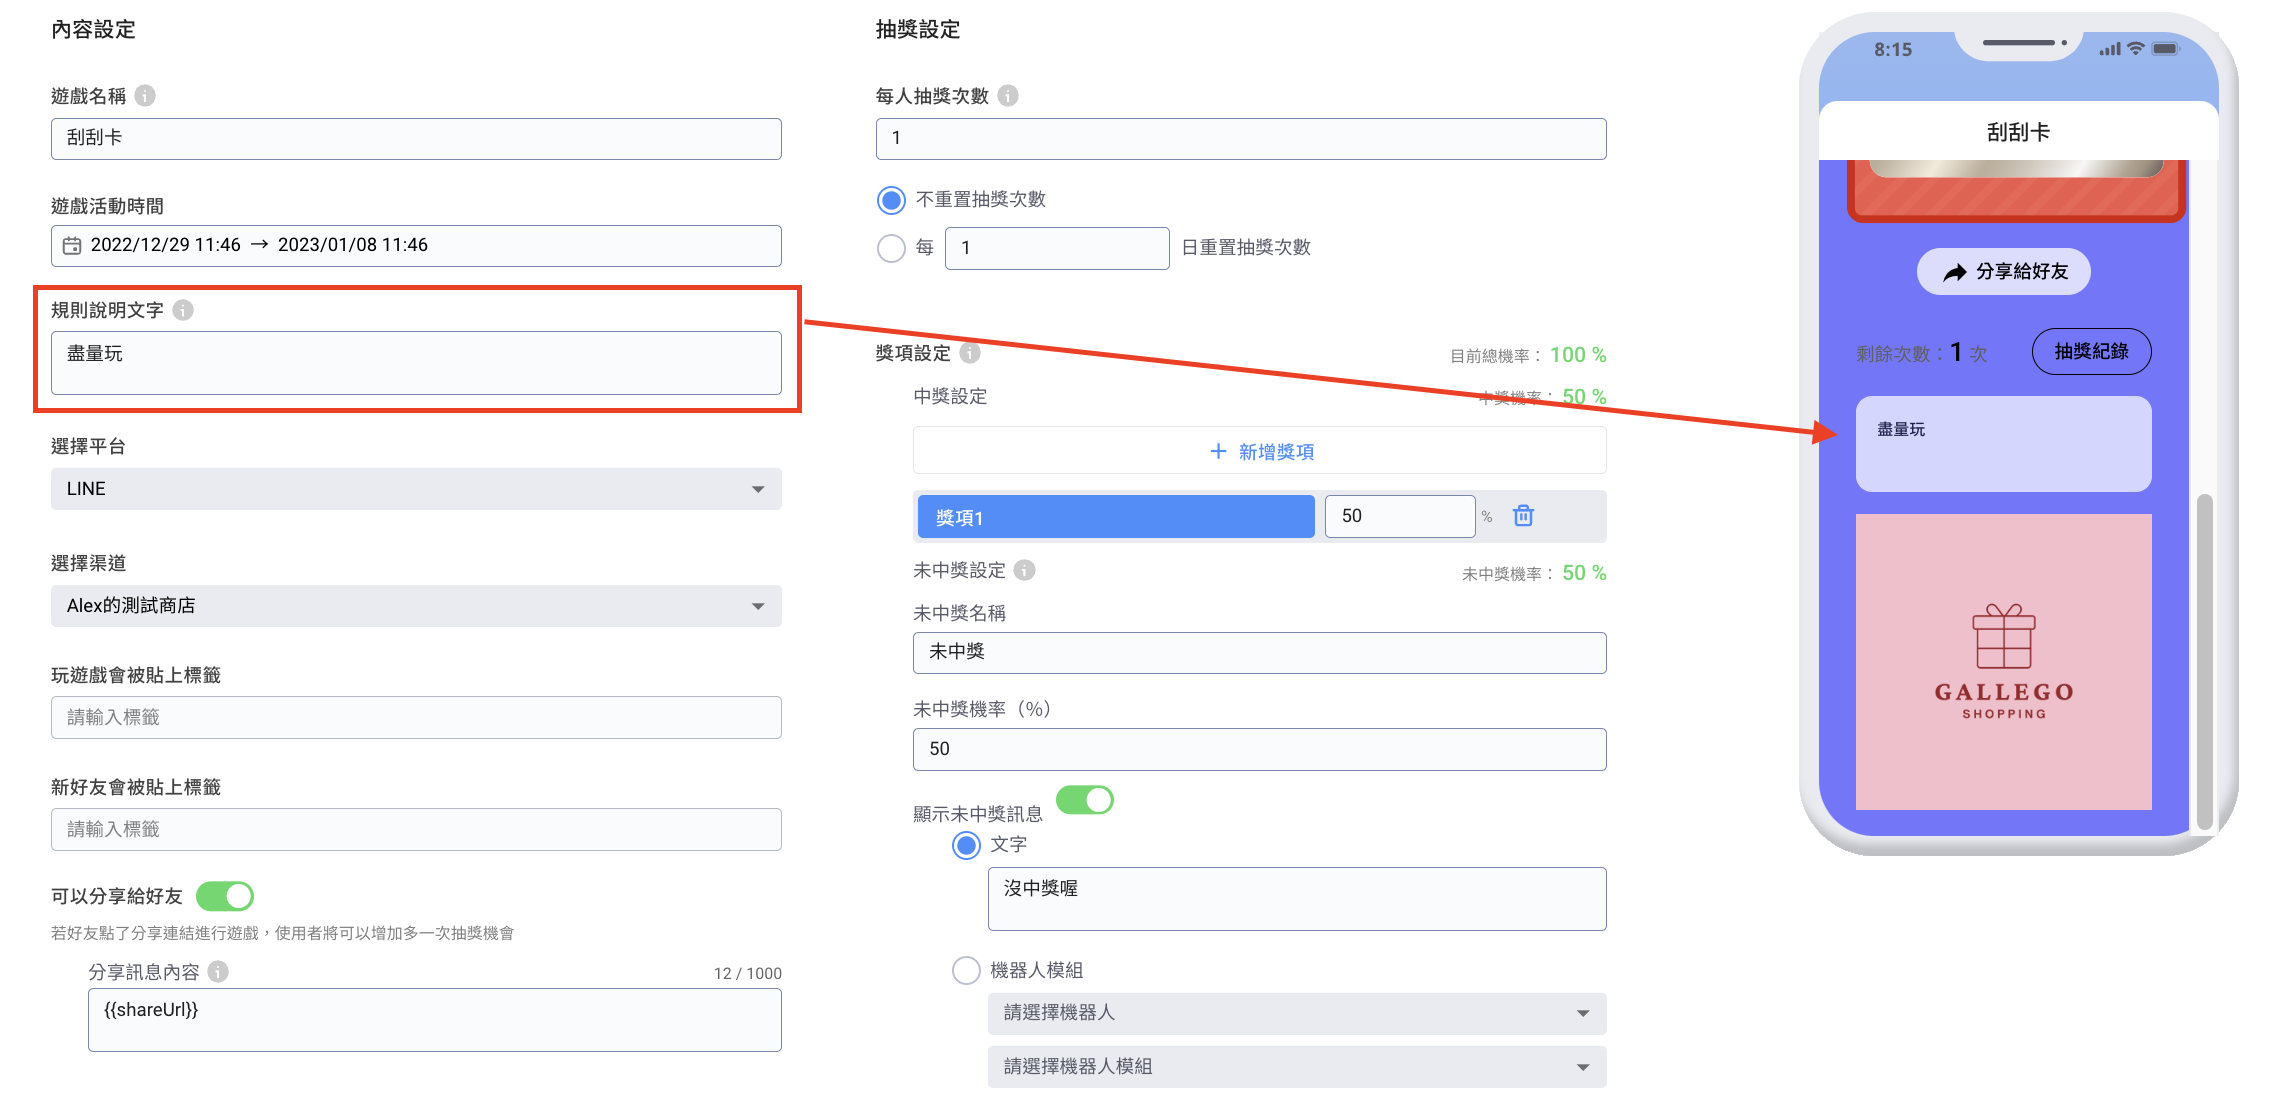 內容設定
遊戲名稱
刮刮卡
遊戲活動時間
2022/12/29 11:46 → 2023/01/08 11:46
規則說明文字
盡量玩
選擇平台
LINE
選擇渠道
Alex的測試商店
玩遊戲會被貼上標籤
請輸入標籤
新好友會被貼上標籤
請輸入標籤
可以分享給好友
若好友點了分享連結進行遊戲，使用者將可以增加多一次抽獎機會
分享訊息內容
12 / 1000
{{shareUrl}}
抽獎設定
每人抽獎次數
1
不重置抽獎次數
每 1 日重置抽獎次數
獎項設定
目前總機率： 100 %
中獎設定
中獎機率： 50 %
+ 新增獎項
獎項1 50 %
未中獎設定
未中獎機率： 50 %
未中獎名稱
未中獎
未中獎機率（%）
50
顯示未中獎訊息
文字
沒中獎喔
機器人模組
請選擇機器人
請選擇機器人模組
8:15
刮刮卡
分享給好友
剩餘次數：1 次
抽獎紀錄
盡量玩
GALLEGO
SHOPPING